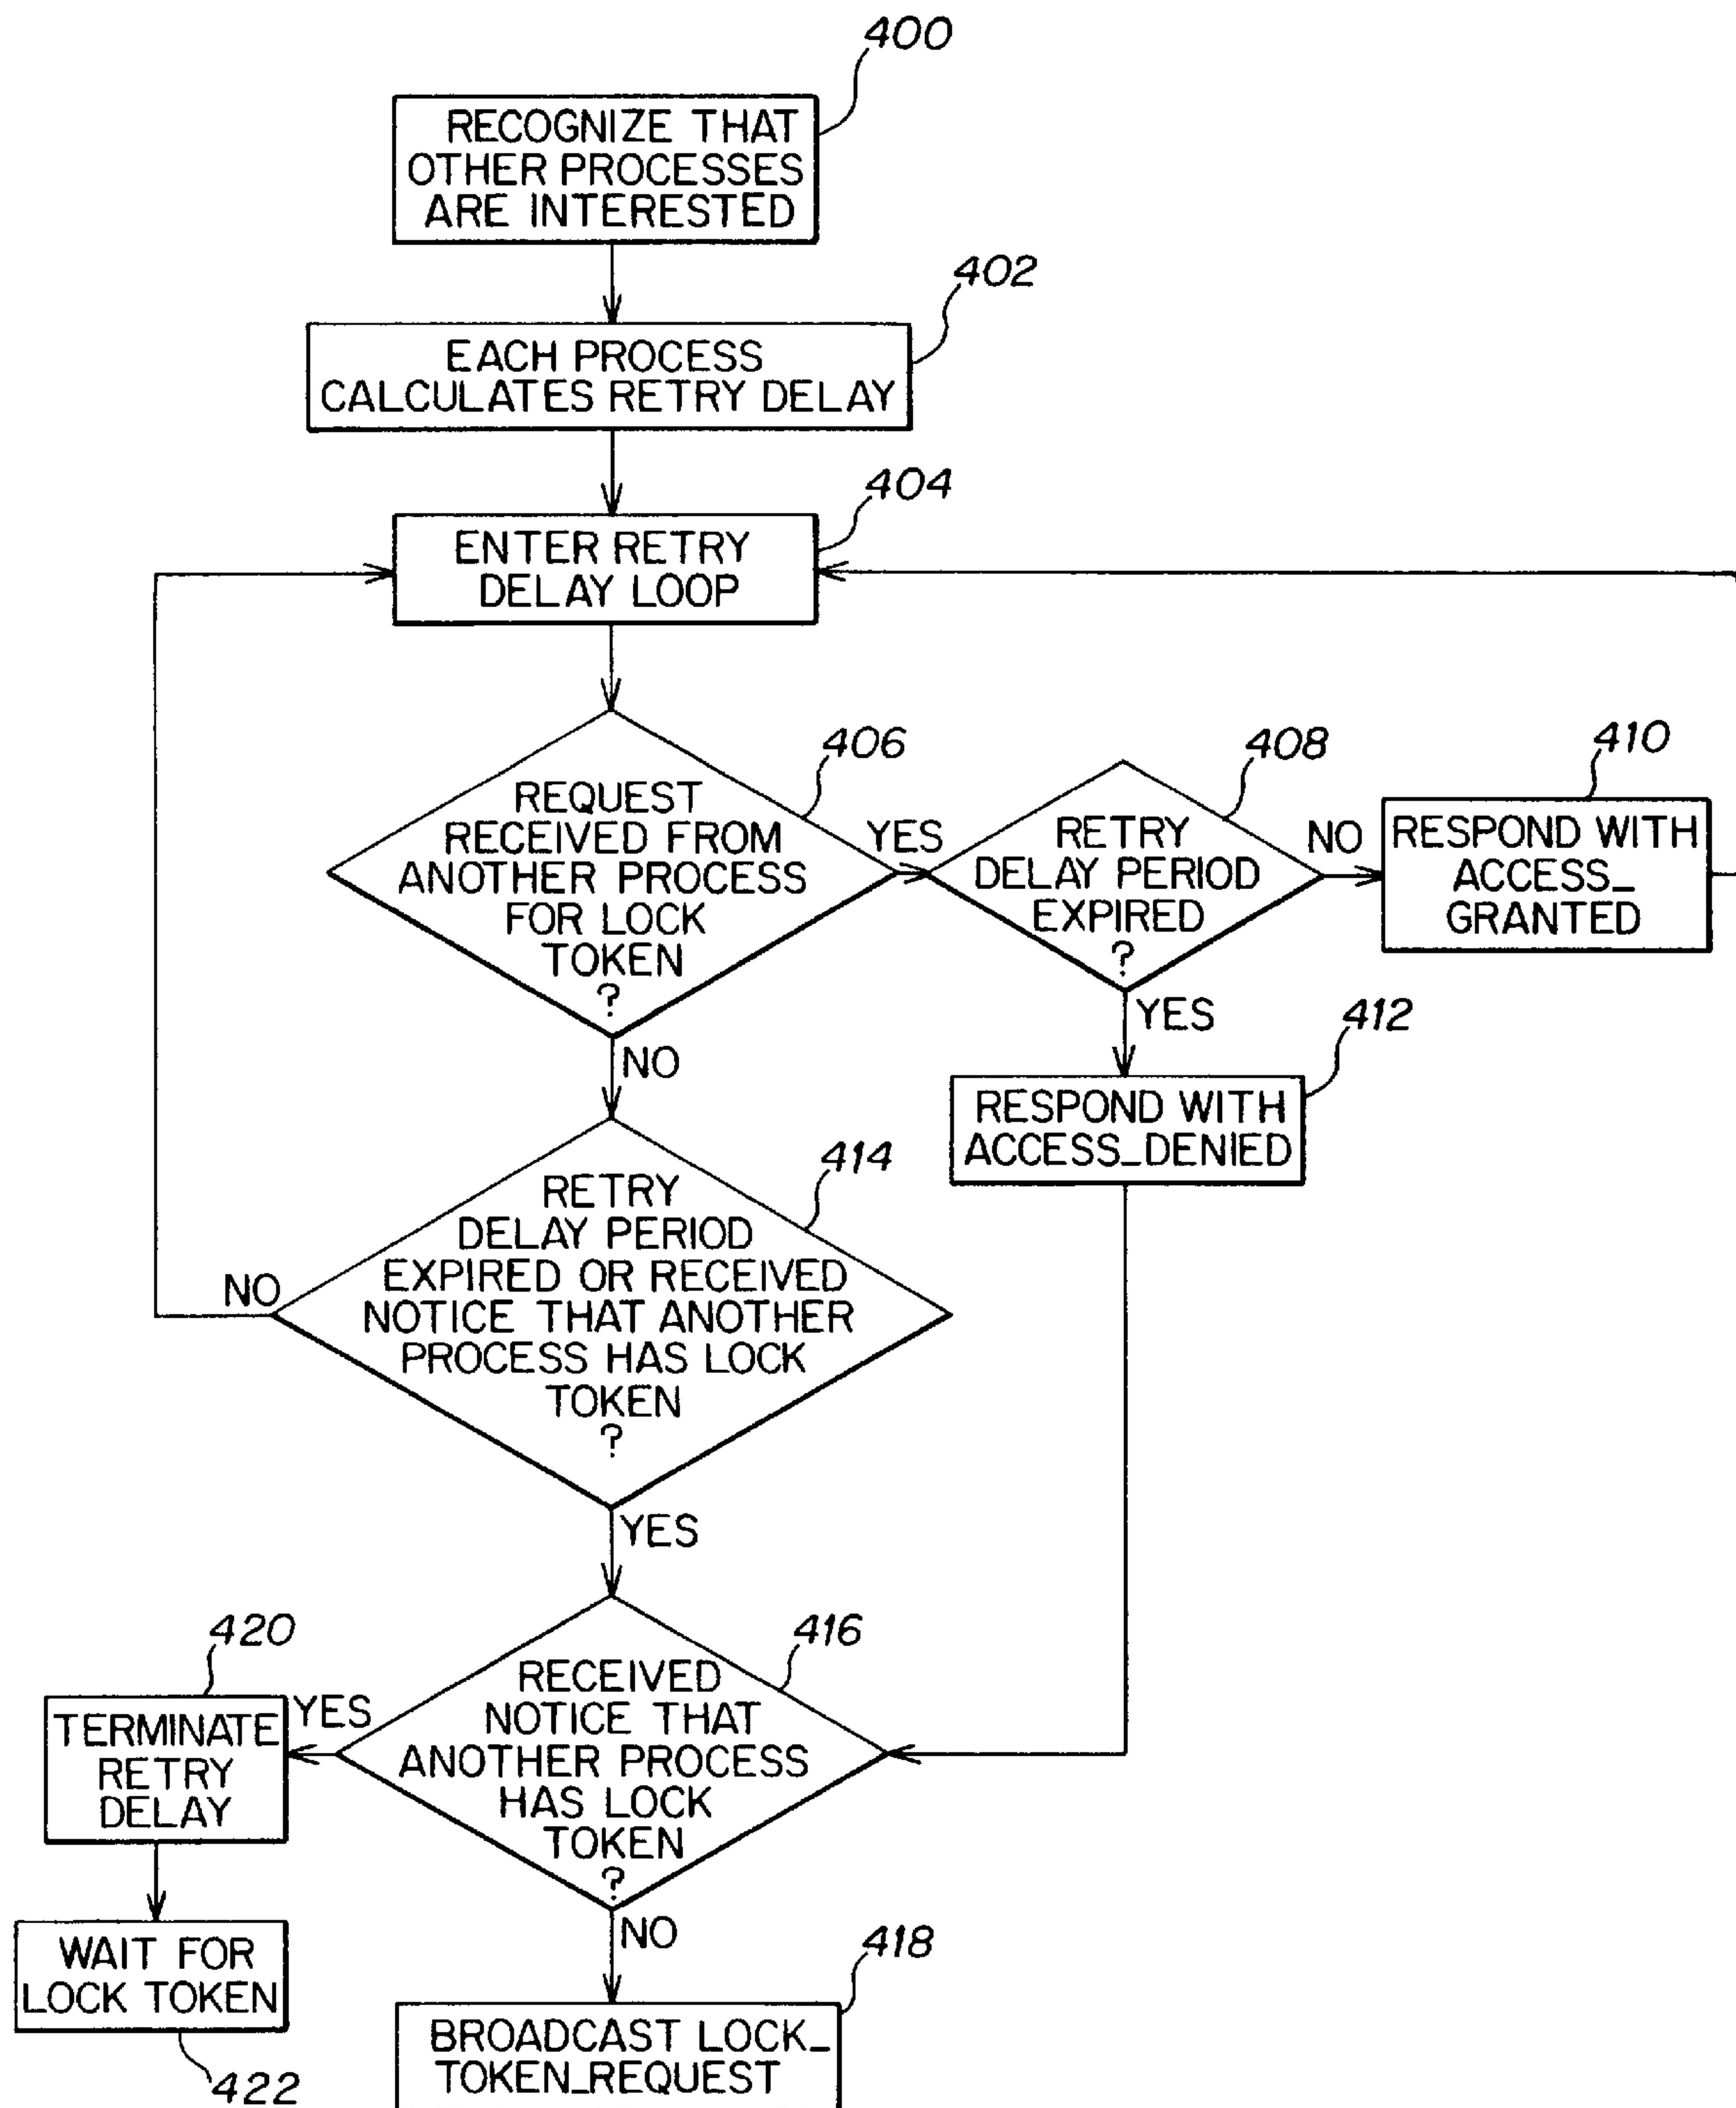 400
RECOGNIZE THAT
OTHER PROCESSES
ARE INTERESTED
402
EACH PROCESS
CALCULATES RETRY DELAY
404
ENTER RETRY
DELAY LOOP
406
REQUEST
RECEIVED FROM
ANOTHER PROCESS
FOR LOCK
TOKEN
?
YES
NO
408
RETRY
DELAY PERIOD
EXPIRED
?
NO
YES
410
RESPOND WITH
ACCESS_
GRANTED
412
RESPOND WITH
ACCESS_DENIED
414
RETRY
DELAY PERIOD
EXPIRED OR RECEIVED
NOTICE THAT ANOTHER
PROCESS HAS LOCK
TOKEN
?
NO
YES
416
RECEIVED
NOTICE THAT
ANOTHER PROCESS
HAS LOCK
TOKEN
?
YES
NO
420
TERMINATE
RETRY
DELAY
WAIT FOR
LOCK TOKEN
422
418
BROADCAST LOCK_
TOKEN_REQUEST